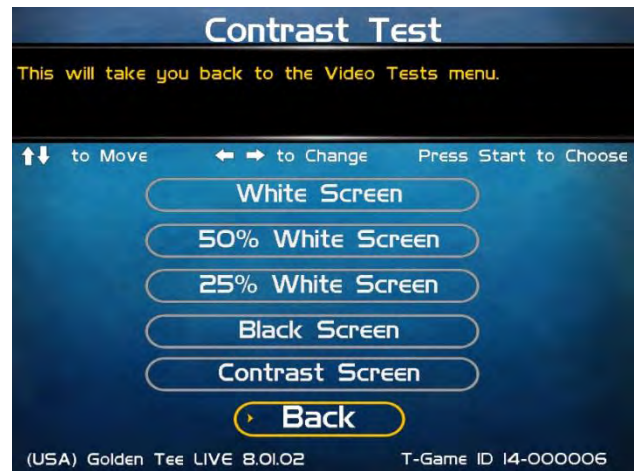 Contrast Test
This will take you back to the Video Tests menu.
to Move to Change Press Start to Choose
White Screen
50% White Screen
25% White Screen
Black Screen
Contrast Screen
Back
(USA) Golden Tee LIVE 8.01.02 T-Game ID 14-000006